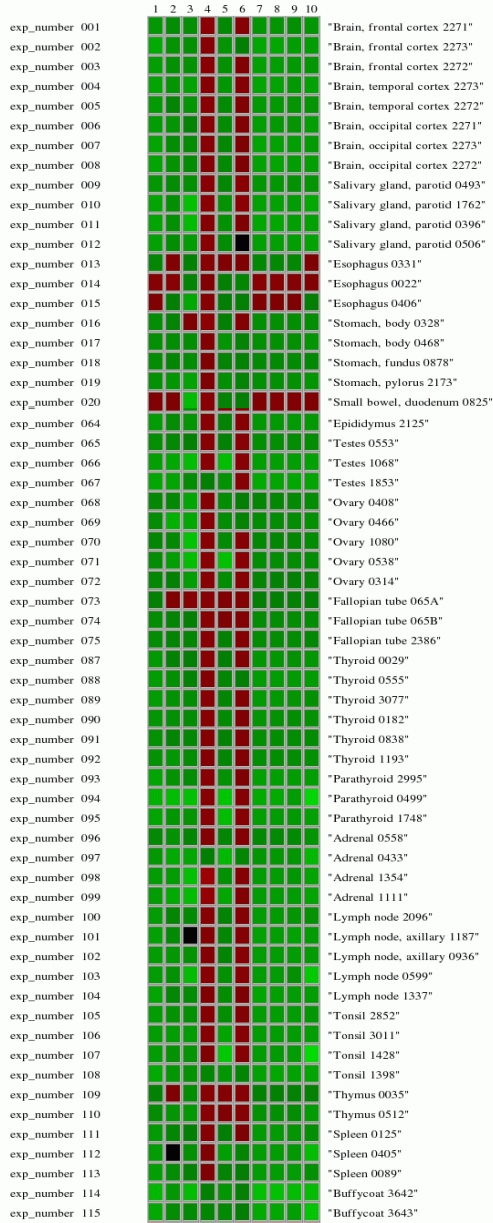 1 2 3 4 5 6 7 8 9 10
exp_number 001 "Brain, frontal cortex 2271"
exp_number 002 "Brain, frontal cortex 2273"
exp_number 003 "Brain, frontal cortex 2272"
exp_number 004 "Brain, temporal cortex 2273"
exp_number 005 "Brain, temporal cortex 2272"
exp_number 006 "Brain, occipital cortex 2271"
exp_number 007 "Brain, occipital cortex 2273"
exp_number 008 "Brain, occipital cortex 2272"
exp_number 009 "Salivary gland, parotid 0493"
exp_number 010 "Salivary gland, parotid 1762"
exp_number 011 "Salivary gland, parotid 0396"
exp_number 012 "Salivary gland, parotid 0506"
exp_number 013 "Esophagus 0331"
exp_number 014 "Esophagus 0022"
exp_number 015 "Esophagus 0406"
exp_number 016 "Stomach, body 0328"
exp_number 017 "Stomach, body 0468"
exp_number 018 "Stomach, fundus 0878"
exp_number 019 "Stomach, pylorus 2173"
exp_number 020 "Small bowel, duodenum 0825"
exp_number 064 "Epididymus 2125"
exp_number 065 "Testes 0553"
exp_number 066 "Testes 1068"
exp_number 067 "Testes 1853"
exp_number 068 "Ovary 0408"
exp_number 069 "Ovary 0466"
exp_number 070 "Ovary 1080"
exp_number 071 "Ovary 0538"
exp_number 072 "Ovary 0314"
exp_number 073 "Fallopian tube 065A"
exp_number 074 "Fallopian tube 065B"
exp_number 075 "Fallopian tube 2386"
exp_number 087 "Thyroid 0029"
exp_number 088 "Thyroid 0555"
exp_number 089 "Thyroid 3077"
exp_number 090 "Thyroid 0182"
exp_number 091 "Thyroid 0838"
exp_number 092 "Thyroid 1193"
exp_number 093 "Parathyroid 2995"
exp_number 094 "Parathyroid 0499"
exp_number 095 "Parathyroid 1748"
exp_number 096 "Adrenal 0558"
exp_number 097 "Adrenal 0433"
exp_number 098 "Adrenal 1354"
exp_number 099 "Adrenal 1111"
exp_number 100 "Lymph node 2096"
exp_number 101 "Lymph node, axillary 1187"
exp_number 102 "Lymph node, axillary 0936"
exp_number 103 "Lymph node 0599"
exp_number 104 "Lymph node 1337"
exp_number 105 "Tonsil 2852"
exp_number 106 "Tonsil 3011"
exp_number 107 "Tonsil 1428"
exp_number 108 "Tonsil 1398"
exp_number 109 "Thymus 0035"
exp_number 110 "Thymus 0512"
exp_number 111 "Spleen 0125"
exp_number 112 "Spleen 0405"
exp_number 113 "Spleen 0089"
exp_number 114 "Buffycoat 3642"
exp_number 115 "Buffycoat 3643"